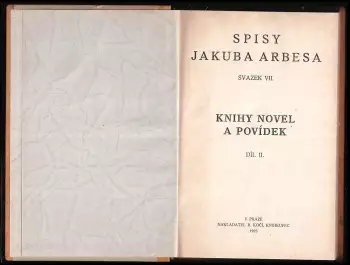 SPISY
JAKUBA ARBESA
SVAZEK VII.
KNIHY NOVEL
A POVÍDEK
DÍL II.
V PRAZE
NAKLADATEL B. KOČÍ, KNIHKUPEC